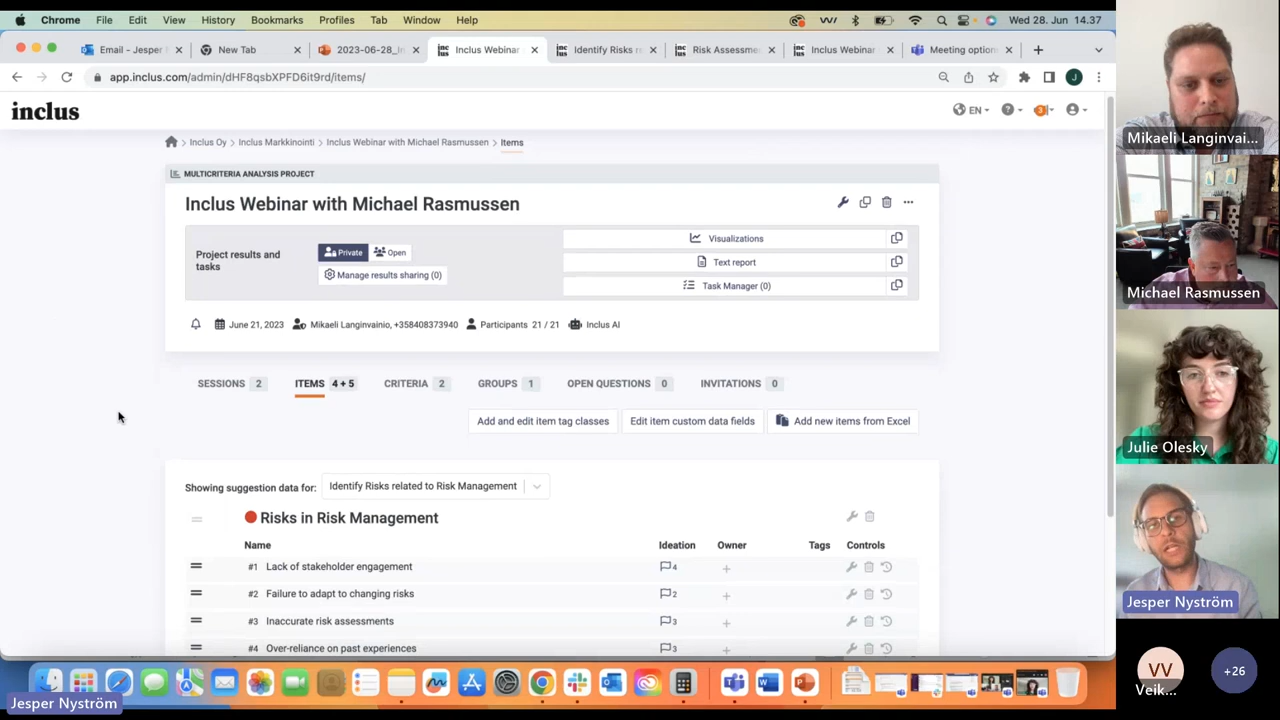 Chrome File Edit View History Bookmarks Profiles Tab Window Help Wed 28. Jun 14.37
Email - Jesper New Tab 2023-06-28_ Inclus Webinar Identify Risks r Risk Assessme Inclus Webinar Meeting option
app.inclus.com/admin/dHF8qsbXPFD6it9rd/items/ J
inclus EN
Inclus Oy > Inclus Markkinointi > Inclus Webinar with Michael Rasmussen > Items
MULTICRITERIA ANALYSIS PROJECT
Inclus Webinar with Michael Rasmussen
Project results and tasks
Private Open
Manage results sharing (0)
Visualizations
Text report
Task Manager (0)
June 21, 2023 Mikaeli Langinvainio, +358408373940 Participants 21 / 21 Inclus AI
SESSIONS 2 ITEMS 4 + 5 CRITERIA 2 GROUPS 1 OPEN QUESTIONS 0 INVITATIONS 0
Add and edit item tag classes Edit item custom data fields Add new items from Excel
Showing suggestion data for: Identify Risks related to Risk Management
Risks in Risk Management
Name Ideation Owner Tags Controls
#1 Lack of stakeholder engagement 4 +
#2 Failure to adapt to changing risks 2 +
#3 Inaccurate risk assessments 3 +
#4 Over-reliance on past experiences 3 +
Jesper Nyström
Mikaeli Langinvai...
Michael Rasmussen
Julie Olesky
Jesper Nyström
VV
Veik...
+26